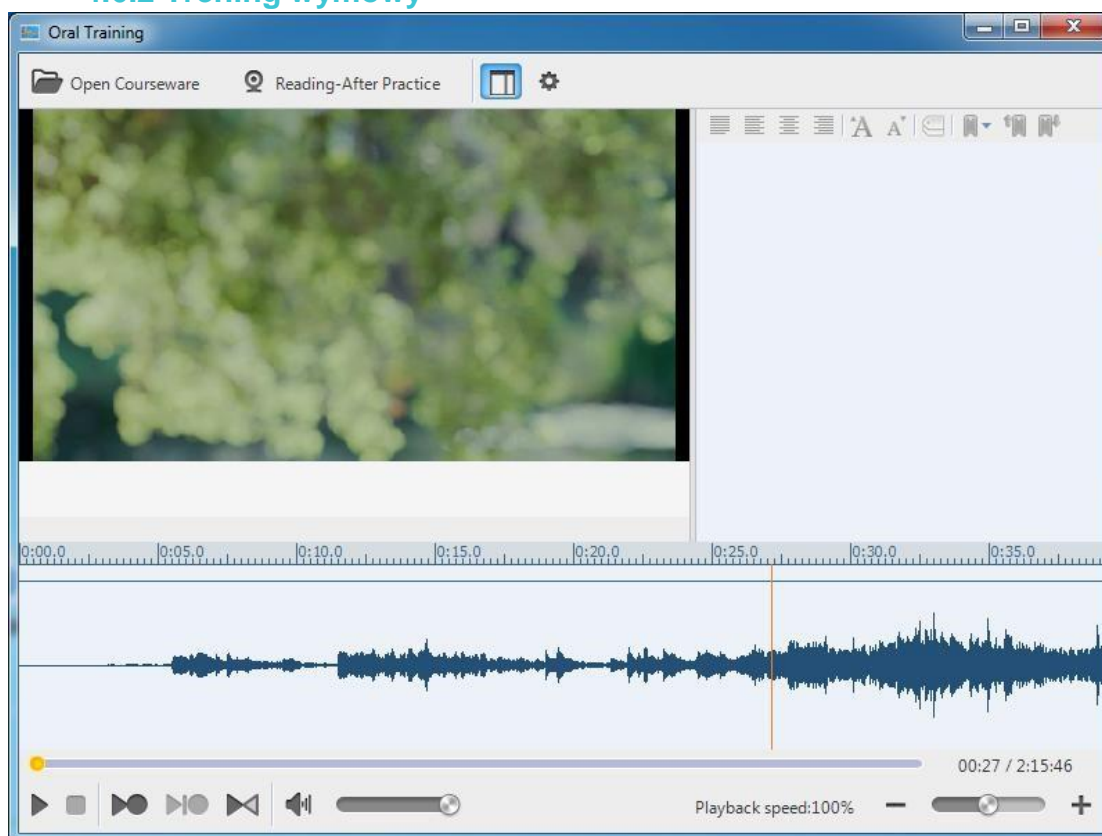 Oral Training
Open Courseware Reading-After Practice
0:00.0 0:05.0 0:10.0 0:15.0 0:20.0 0:25.0 0:30.0 0:35.0
00:27 / 2:15:46
Playback speed:100%